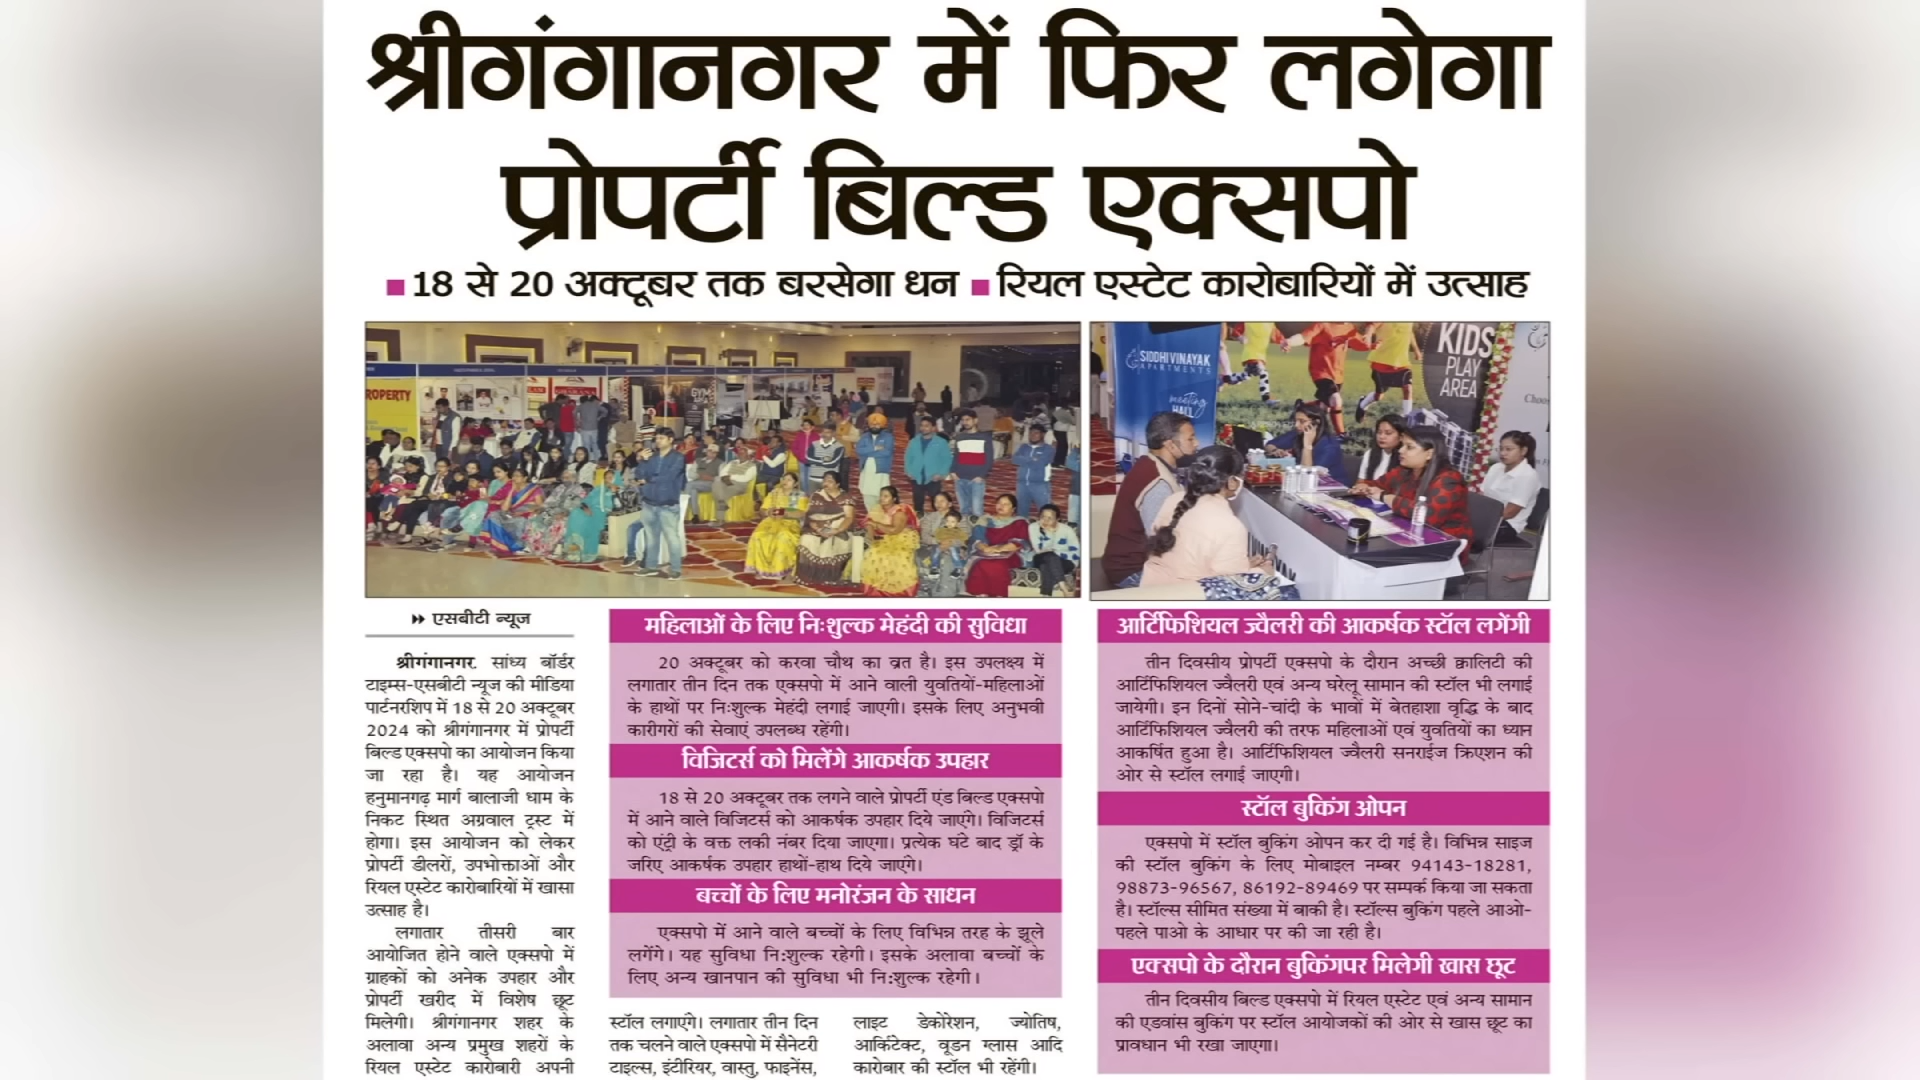 श्रीगंगानगर में फिर लगेगा
प्रोपर्टी बिल्ड एक्सपो
18 से 20 अक्टूबर तक बरसेगा धन
रियल एस्टेट कारोबारियों में उत्साह
ROPERTY
GYM
SIDDHIVINAYAK
APARTMENTS
meeting
HALL
KIDS
PLAY
AREA
एसबीटी न्यूज
श्रीगंगानगर. सांध्य बॉर्डर
टाइम्स-एसबीटी न्यूज की मीडिया
पार्टनरशिप में 18 से 20 अक्टूबर
2024 को श्रीगंगानगर में प्रोपर्टी
बिल्ड एक्सपो का आयोजन किया
जा रहा है। यह आयोजन
हनुमानगढ़ मार्ग बालाजी धाम के
निकट स्थित अग्रवाल ट्रस्ट में
होगा। इस आयोजन को लेकर
प्रोपर्टी डीलरों, उपभोक्ताओं और
रियल एस्टेट कारोबारियों में खासा
उत्साह है।
लगातार तीसरी बार
आयोजित होने वाले एक्सपो में
ग्राहकों को अनेक उपहार और
प्रोपर्टी खरीद में विशेष छूट
मिलेगी। श्रीगंगानगर शहर के
अलावा अन्य प्रमुख शहरों के
रियल एस्टेट कारोबारी अपनी
महिलाओं के लिए निःशुल्क मेहंदी की सुविधा
20 अक्टूबर को करवा चौथ का व्रत है। इस उपलक्ष्य में
लगातार तीन दिन तक एक्सपो में आने वाली युवतियों-महिलाओं
के हाथों पर निःशुल्क मेहंदी लगाई जाएगी। इसके लिए अनुभवी
कारीगरों की सेवाएं उपलब्ध रहेंगी।
विजिटर्स को मिलेंगे आकर्षक उपहार
18 से 20 अक्टूबर तक लगने वाले प्रोपर्टी एंड बिल्ड एक्सपो
में आने वाले विजिटर्स को आकर्षक उपहार दिये जाएंगे। विजिटर्स
को एंट्री के वक्त लकी नंबर दिया जाएगा। प्रत्येक घंटे बाद ड्रॉ के
जरिए आकर्षक उपहार हाथों-हाथ दिये जाएंगे।
बच्चों के लिए मनोरंजन के साधन
एक्सपो में आने वाले बच्चों के लिए विभिन्न तरह के झूले
लगेंगे। यह सुविधा नि:शुल्क रहेगी। इसके अलावा बच्चों के
लिए अन्य खानपान की सुविधा भी नि:शुल्क रहेगी।
स्टॉल लगाएंगे। लगातार तीन दिन
तक चलने वाले एक्सपो में सैनेटरी
टाइल्स, इंटीरियर, वास्तु, फाइनेंस,
लाइट डेकोरेशन, ज्योतिष,
आर्किटेक्ट, वूडन ग्लास आदि
कारोबार की स्टॉल भी रहेंगी।
आर्टिफिशियल ज्वैलरी की आकर्षक स्टॉल लगेंगी
तीन दिवसीय प्रोपर्टी एक्सपो के दौरान अच्छी क्वालिटी की
आर्टिफिशियल ज्वैलरी एवं अन्य घरेलू सामान की स्टॉल भी लगाई
जायेगी। इन दिनों सोने-चांदी के भावों में बेतहाशा वृद्धि के बाद
आर्टिफिशियल ज्वैलरी की तरफ महिलाओं एवं युवतियों का ध्यान
आकर्षित हुआ है। आर्टिफिशियल ज्वैलरी सनराईज क्रिएशन की
ओर से स्टॉल लगाई जाएगी।
स्टॉल बुकिंग ओपन
एक्सपो में स्टॉल बुकिंग ओपन कर दी गई है। विभिन्न साइज
की स्टॉल बुकिंग के लिए मोबाइल नम्बर 94143-18281,
98873-96567, 86192-89469 पर सम्पर्क किया जा सकता
है। स्टॉल्स सीमित संख्या में बाकी है। स्टॉल्स बुकिंग पहले आओ-
पहले पाओ के आधार पर की जा रही है।
एक्सपो के दौरान बुकिंगपर मिलेगी खास छूट
तीन दिवसीय बिल्ड एक्सपो में रियल एस्टेट एवं अन्य सामान
की एडवांस बुकिंग पर स्टॉल आयोजकों की ओर से खास छूट का
प्रावधान भी रखा जाएगा।